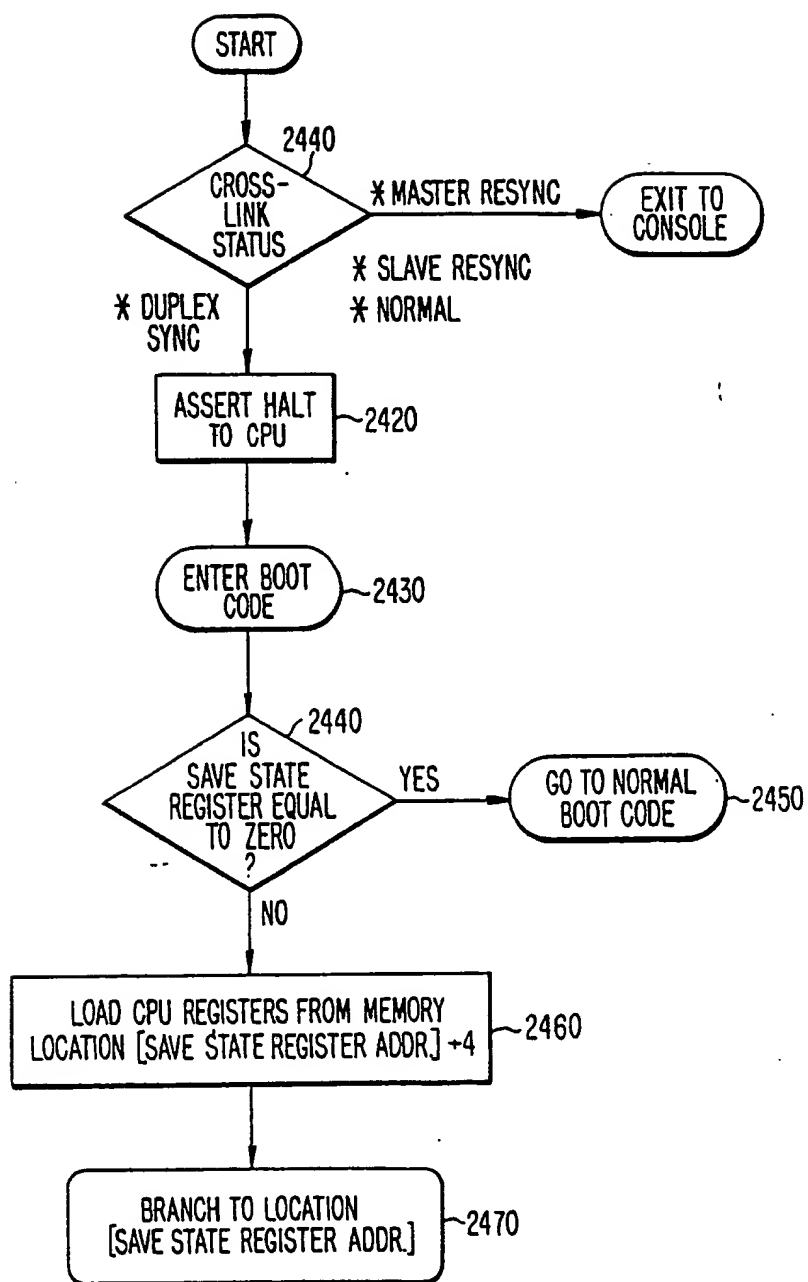 START
2440
CROSS-
LINK
STATUS
* MASTER RESYNC
EXIT TO
CONSOLE
* SLAVE RESYNC
* NORMAL
* DUPLEX
SYNC
ASSERT HALT
TO CPU
2420
ENTER BOOT
CODE
2430
2440
IS
SAVE STATE
REGISTER EQUAL
TO ZERO
?
YES
GO TO NORMAL
BOOT CODE
2450
NO
LOAD CPU REGISTERS FROM MEMORY
LOCATION [SAVE STATE REGISTER ADDR.] +4
2460
BRANCH TO LOCATION
[SAVE STATE REGISTER ADDR.]
2470